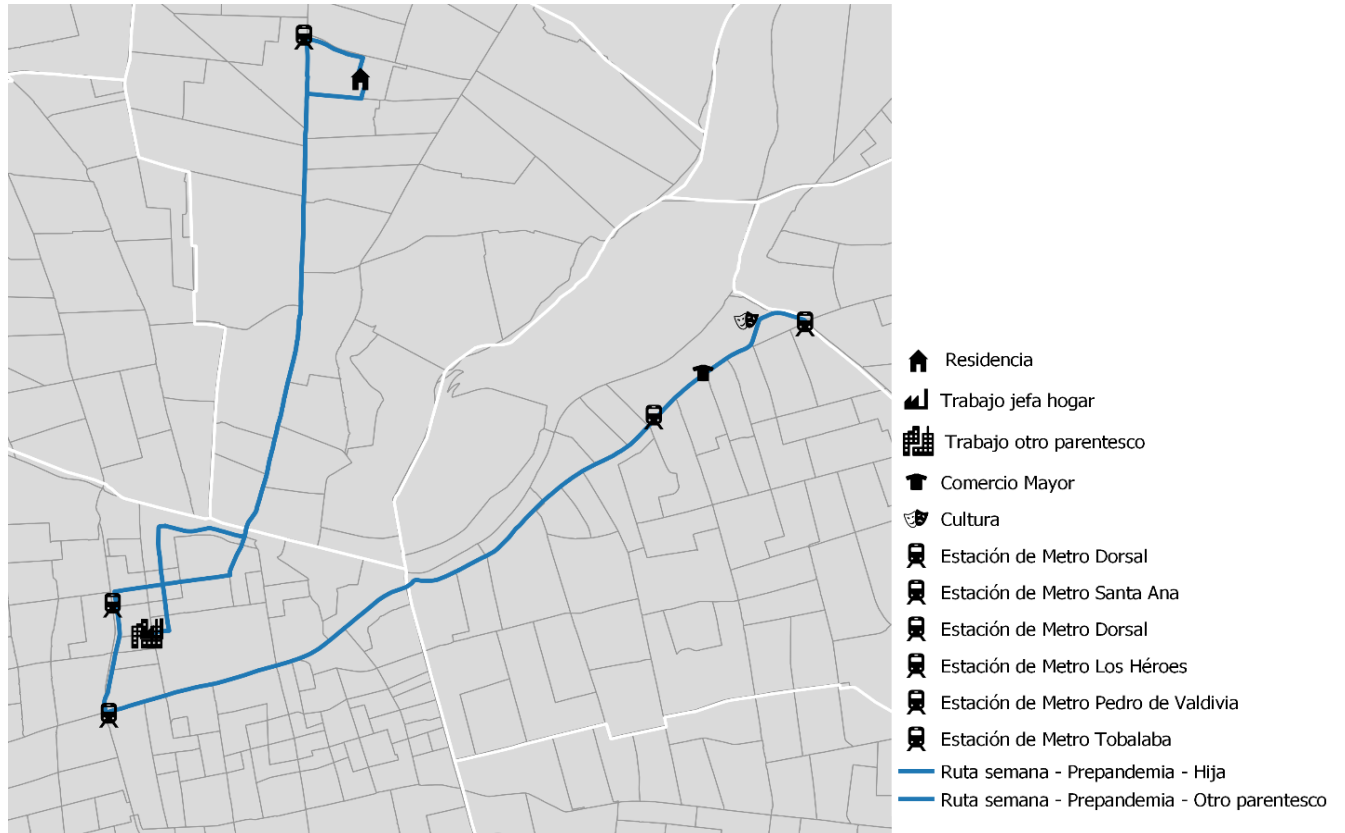 Residencia
Trabajo jefa hogar
Trabajo otro parentesco
Comercio Mayor
Cultura
Estación de Metro Dorsal
Estación de Metro Santa Ana
Estación de Metro Dorsal
Estación de Metro Los Héroes
Estación de Metro Pedro de Valdivia
Estación de Metro Tobalaba
Ruta semana - Prepandemia - Hija
Ruta semana - Prepandemia - Otro parentesco